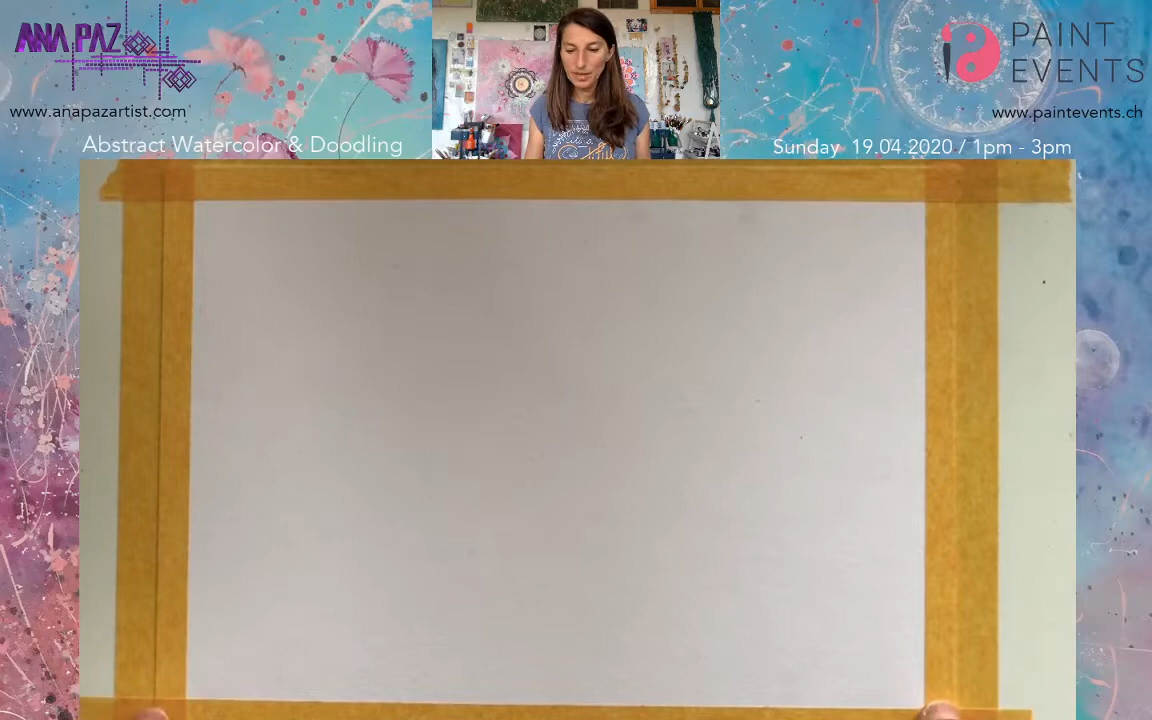 ANA PAZ
www.anapazartist.com
Abstract Watercolor & Doodling
PAINT
EVENTS
www.paintevents.ch
Sunday 19.04.2020 / 1pm - 3pm